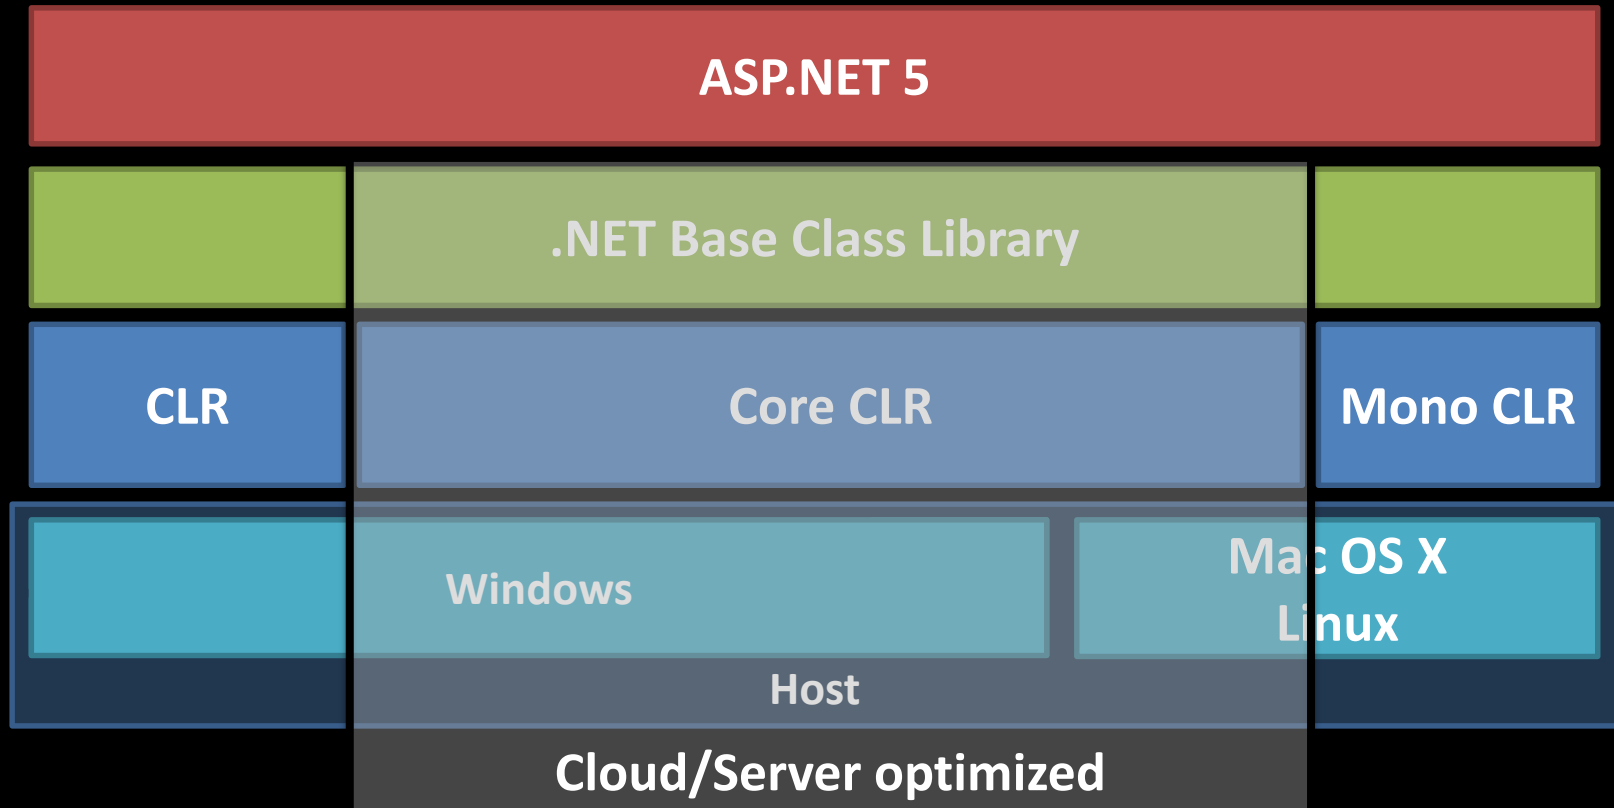 ASP.NET 5
.NET Base Class Library
CLR
Core CLR
Mono CLR
Windows
Mac OS X
Linux
Host
Cloud/Server optimized